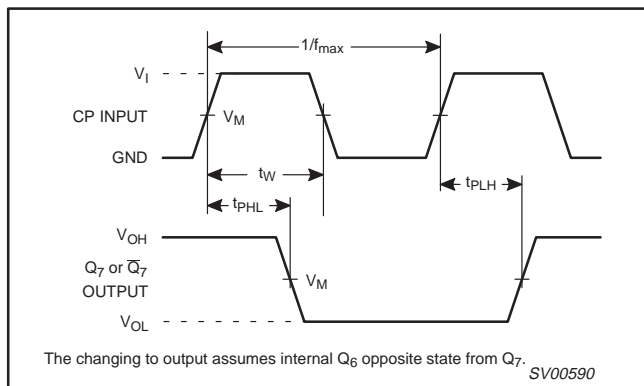 1/fmax
VI
CP INPUT
VM
GND
tW
tPLH
tPHL
VOH
Q7 or Q̅7
OUTPUT
VM
VOL
The changing to output assumes internal Q6 opposite state from Q7.
SV00590